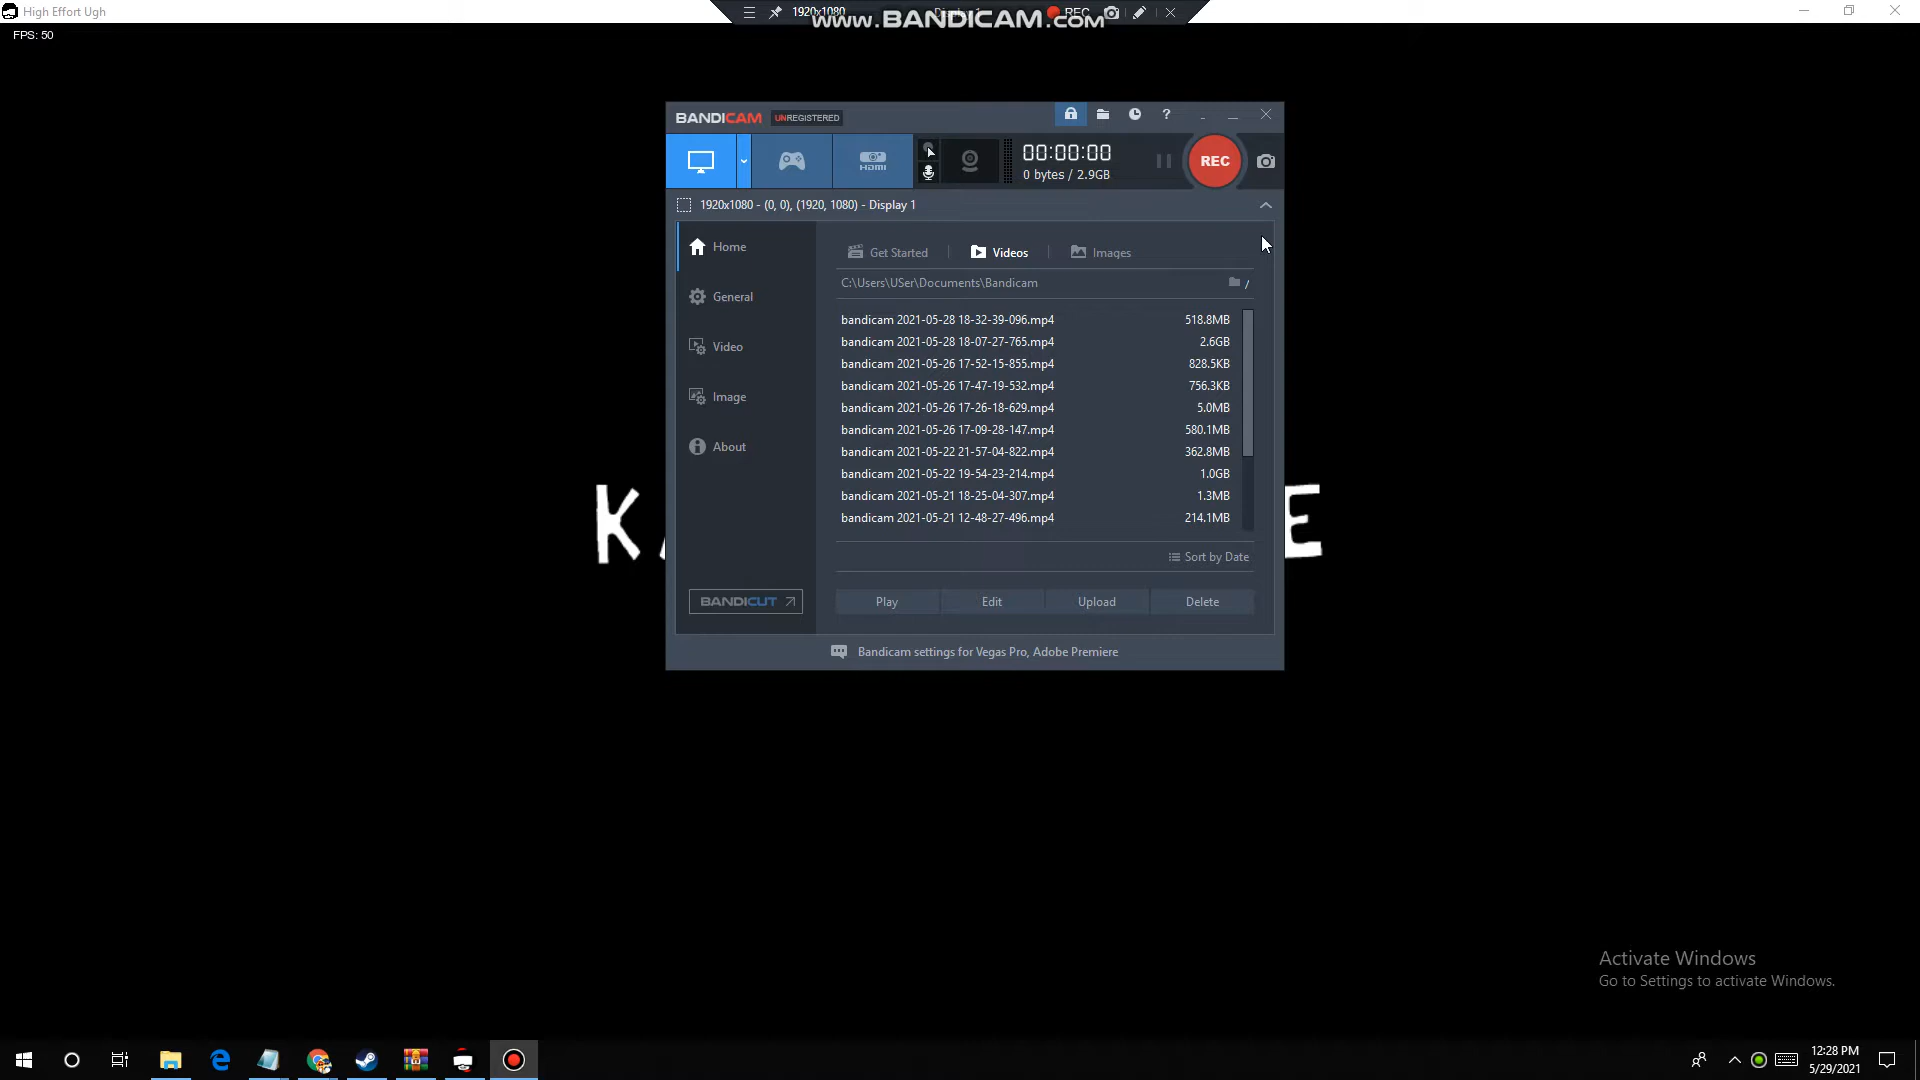 High Effort Ugh
1920x1080
REC
www.BANDICAM.COM
FPS: 50
BANDICAM UNREGISTERED
?
HDMI
00:00:00
0 bytes / 2.9GB
REC
1920x1080 - (0, 0), (1920, 1080) - Display 1
Home
General
Video
Image
About
BANDICUT
Get Started
Videos
Images
C:\Users\USer\Documents\Bandicam
bandicam 2021-05-28 18-32-39-096.mp4 518.8MB
bandicam 2021-05-28 18-07-27-765.mp4 2.6GB
bandicam 2021-05-26 17-52-15-855.mp4 828.5KB
bandicam 2021-05-26 17-47-19-532.mp4 756.3KB
bandicam 2021-05-26 17-26-18-629.mp4 5.0MB
bandicam 2021-05-26 17-09-28-147.mp4 580.1MB
bandicam 2021-05-22 21-57-04-822.mp4 362.8MB
bandicam 2021-05-22 19-54-23-214.mp4 1.0GB
bandicam 2021-05-21 18-25-04-307.mp4 1.3MB
bandicam 2021-05-21 12-48-27-496.mp4 214.1MB
Sort by Date
Play Edit Upload Delete
Bandicam settings for Vegas Pro, Adobe Premiere
K E
Activate Windows
Go to Settings to activate Windows.
12:28 PM
5/29/2021